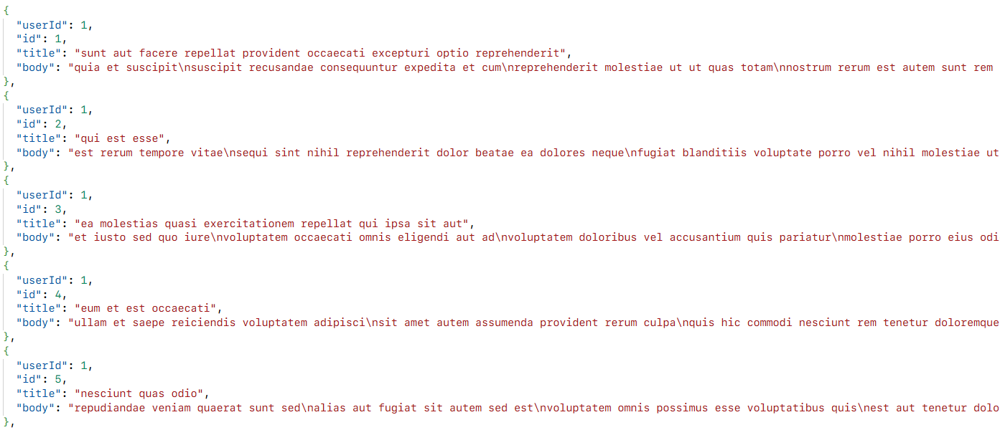 {
  "userId": 1,
  "id": 1,
  "title": "sunt aut facere repellat provident occaecati excepturi optio reprehenderit",
  "body": "quia et suscipit\nsuscipit recusandae consequuntur expedita et cum\nreprehenderit molestiae ut ut quas totam\nnostrum rerum est autem sunt rem
},
{
  "userId": 1,
  "id": 2,
  "title": "qui est esse",
  "body": "est rerum tempore vitae\nsequi sint nihil reprehenderit dolor beatae ea dolores neque\nfugiat blanditiis voluptate porro vel nihil molestiae ut
},
{
  "userId": 1,
  "id": 3,
  "title": "ea molestias quasi exercitationem repellat qui ipsa sit aut",
  "body": "et iusto sed quo iure\nvoluptatem occaecati omnis eligendi aut ad\nvoluptatem doloribus vel accusantium quis pariatur\nmolestiae porro eius odi
},
{
  "userId": 1,
  "id": 4,
  "title": "eum et est occaecati",
  "body": "ullam et saepe reiciendis voluptatem adipisci\nsit amet autem assumenda provident rerum culpa\nquis hic commodi nesciunt rem tenetur doloremque
},
{
  "userId": 1,
  "id": 5,
  "title": "nesciunt quas odio",
  "body": "repudiandae veniam quaerat sunt sed\nalias aut fugiat sit autem sed est\nvoluptatem omnis possimus esse voluptatibus quis\nest aut tenetur dolo
},